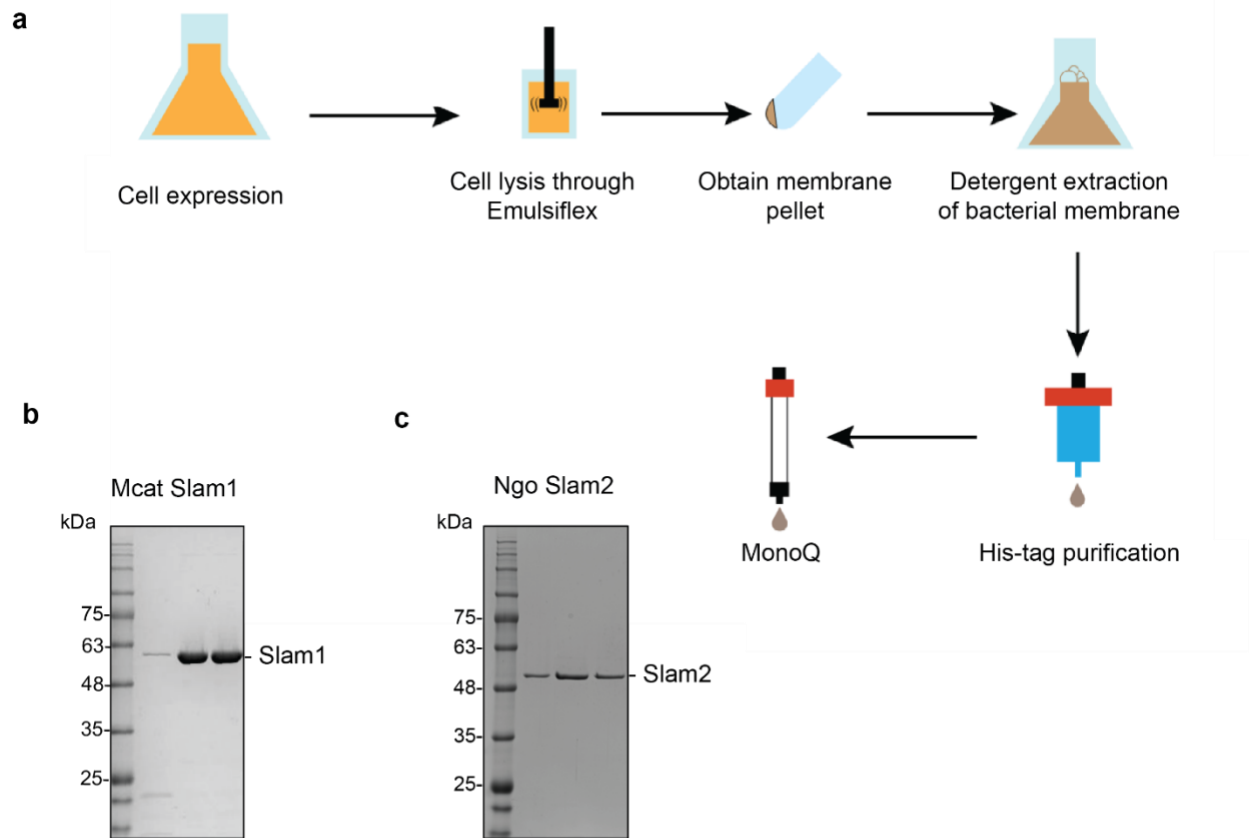 a
Cell expression
Cell lysis through
Emulsiflex
Obtain membrane
pellet
Detergent extraction
of bacterial membrane
MonoQ
His-tag purification
b
Mcat Slam1
kDa
75-
63-
48-
35-
25-
- Slam1
c
Ngo Slam2
kDa
75-
63-
48-
35-
25-
- Slam2